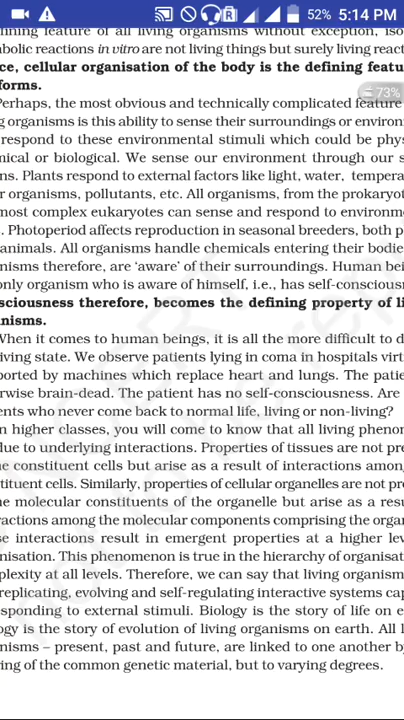 52% 5:14 PM
fining feature of all living organisms without exception, iso
abolic reactions in vitro are not living things but surely living react
ce, cellular organisation of the body is the defining featu
forms.
73%
Perhaps, the most obvious and technically complicated feature
g organisms is this ability to sense their surroundings or environ
respond to these environmental stimuli which could be phys
mical or biological. We sense our environment through our s
ns. Plants respond to external factors like light, water, tempera
r organisms, pollutants, etc. All organisms, from the prokaryot
most complex eukaryotes can sense and respond to environme
. Photoperiod affects reproduction in seasonal breeders, both p
animals. All organisms handle chemicals entering their bodie
nisms therefore, are ‘aware’ of their surroundings. Human bei
only organism who is aware of himself, i.e., has self-consciousn
sciousness therefore, becomes the defining property of li
nisms.
When it comes to human beings, it is all the more difficult to d
iving state. We observe patients lying in coma in hospitals virt
ported by machines which replace heart and lungs. The patie
rwise brain-dead. The patient has no self-consciousness. Are
ents who never come back to normal life, living or non-living?
n higher classes, you will come to know that all living phenom
due to underlying interactions. Properties of tissues are not pre
ne constituent cells but arise as a result of interactions amon
tituent cells. Similarly, properties of cellular organelles are not pre
ne molecular constituents of the organelle but arise as a resu
ractions among the molecular components comprising the organ
se interactions result in emergent properties at a higher lev
nisation. This phenomenon is true in the hierarchy of organisat
plexity at all levels. Therefore, we can say that living organism
replicating, evolving and self-regulating interactive systems cap
sponding to external stimuli. Biology is the story of life on e
ogy is the story of evolution of living organisms on earth. All l
nisms – present, past and future, are linked to one another by
ring of the common genetic material, but to varying degrees.